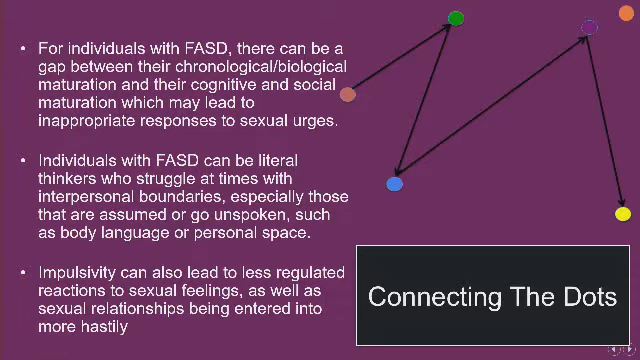 For individuals with FASD, there can be a
gap between their chronological/biological
maturation and their cognitive and social
maturation which may lead to
inappropriate responses to sexual urges.
Individuals with FASD can be literal
thinkers who struggle at times with
interpersonal boundaries, especially those
that are assumed or go unspoken, such
as body language or personal space.
Impulsivity can also lead to less regulated
reactions to sexual feelings, as well as
sexual relationships being entered into
more hastily
Connecting The Dots